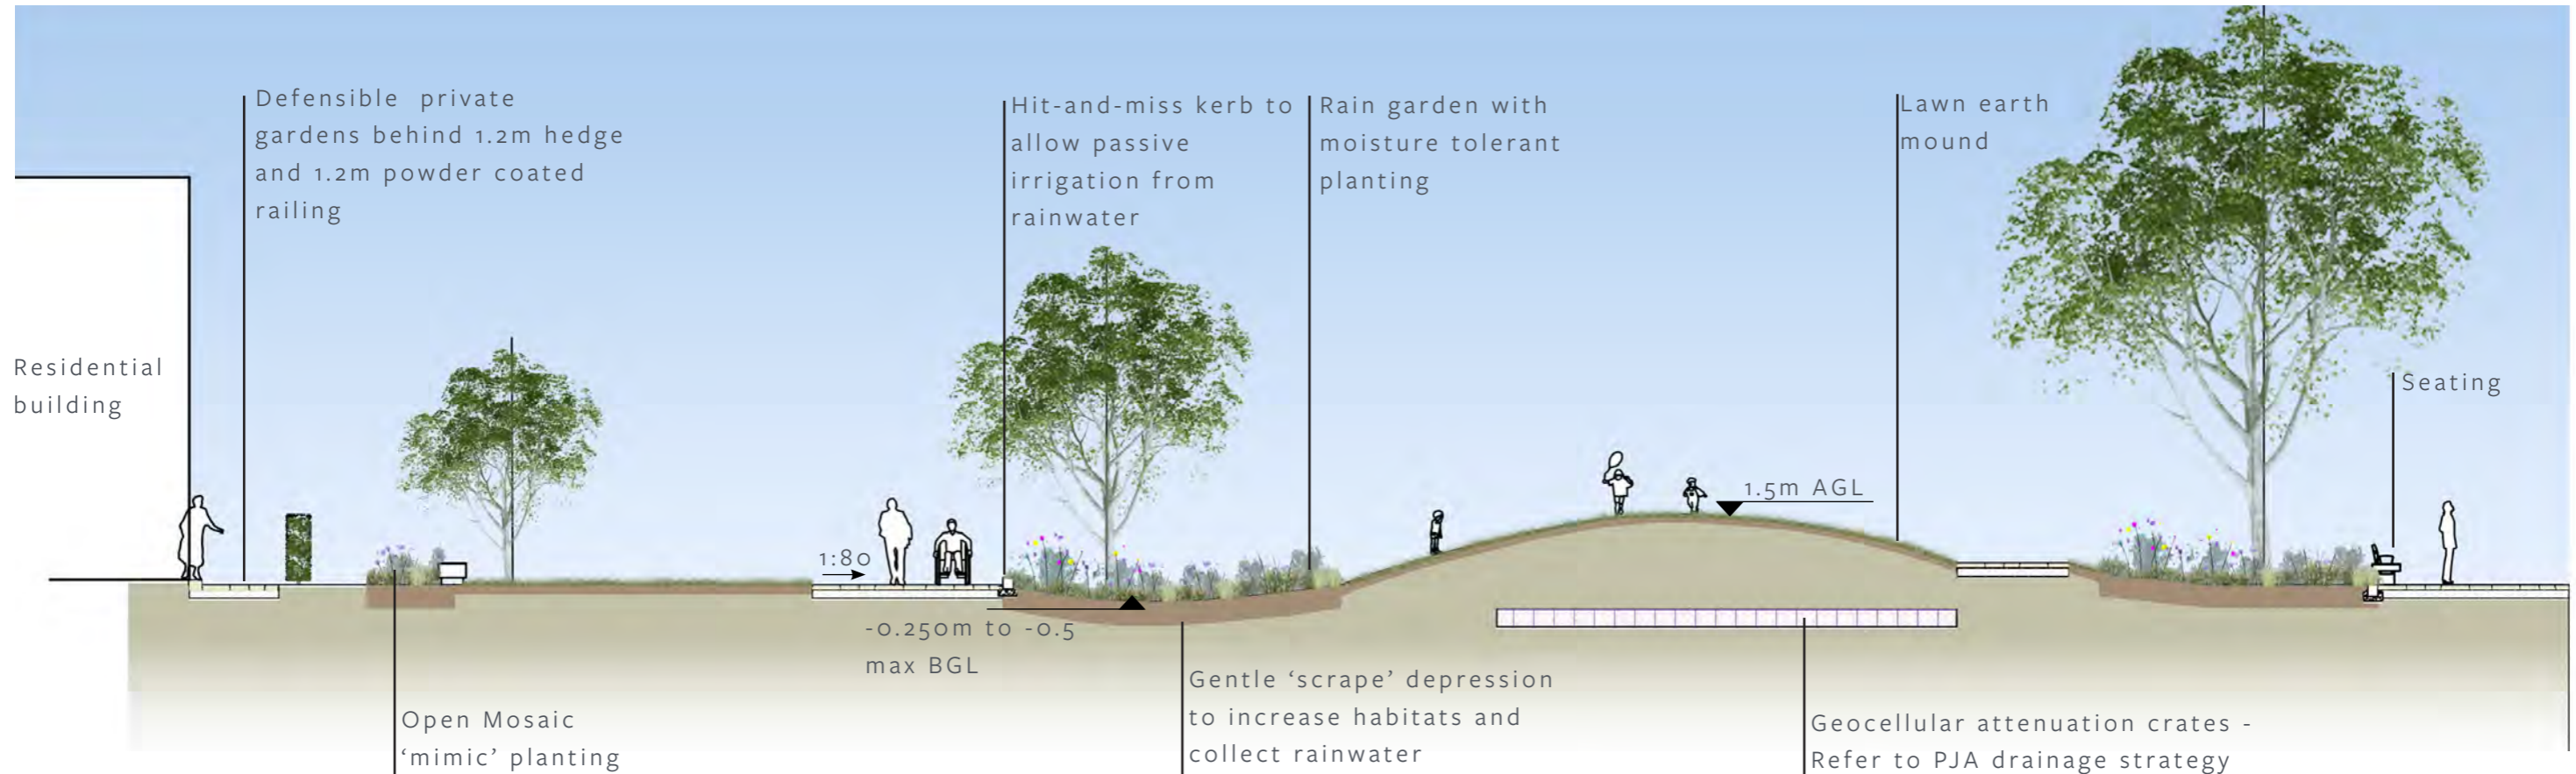 Defensible private
gardens behind 1.2m hedge
and 1.2m powder coated
railing
Hit-and-miss kerb to
allow passive
irrigation from
rainwater
Rain garden with
moisture tolerant
planting
Lawn earth
mound
Residential
building
Seating
1.5m AGL
1:80
-0.250m to -0.5
max BGL
Open Mosaic
‘mimic’ planting
Gentle ‘scrape’ depression
to increase habitats and
collect rainwater
Geocellular attenuation crates -
Refer to PJA drainage strategy